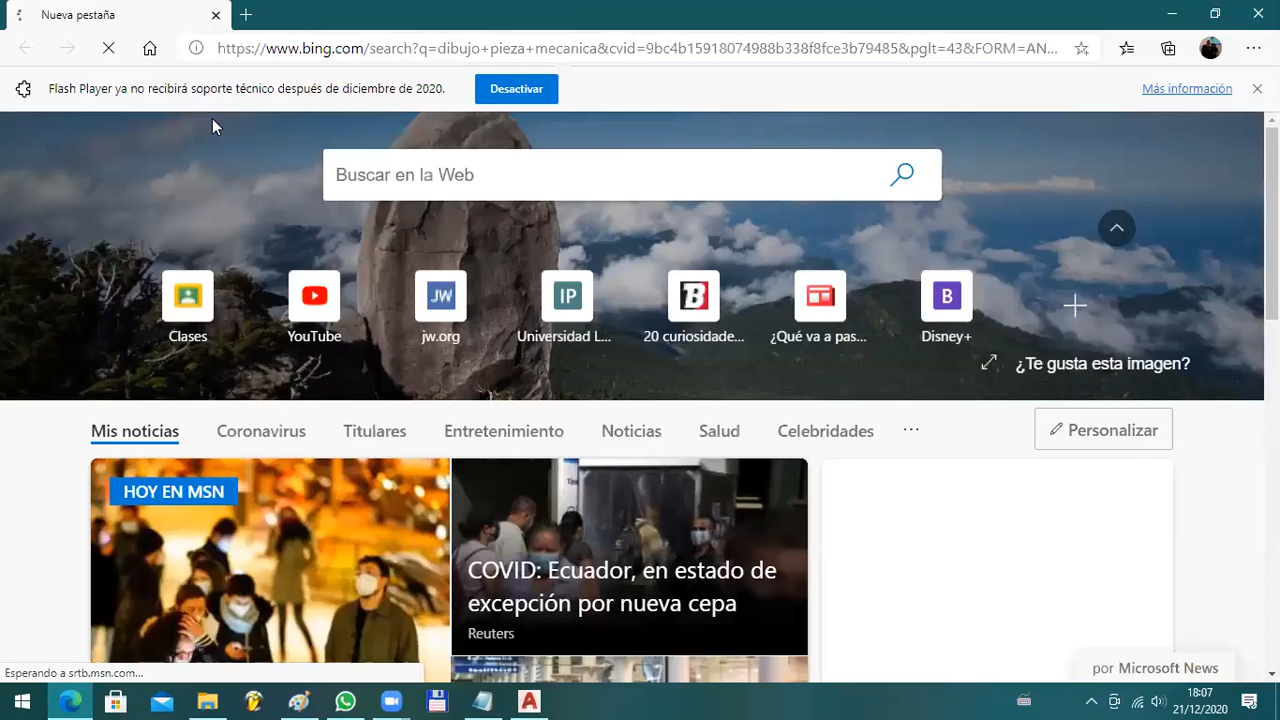 Nueva pestaña
https://www.bing.com/search?q=dibujo+pieza+mecanica&cvid=9bc4b15918074988b338f8fce3b79485&pglt=43&FORM=AN...
Flash Player ya no recibirá soporte técnico después de diciembre de 2020.
Desactivar
Más información
Buscar en la Web
Clases
YouTube
JW
jw.org
IP
Universidad L...
B
20 curiosidade...
¿Qué va a pas...
B
Disney+
¿Te gusta esta imagen?
Mis noticias
Coronavirus
Titulares
Entretenimiento
Noticias
Salud
Celebridades
...
Personalizar
HOY EN MSN
COVID: Ecuador, en estado de
excepción por nueva cepa
Reuters
Esperando a srtb.msn.com...
por Microsoft News
A
18:07
21/12/2020